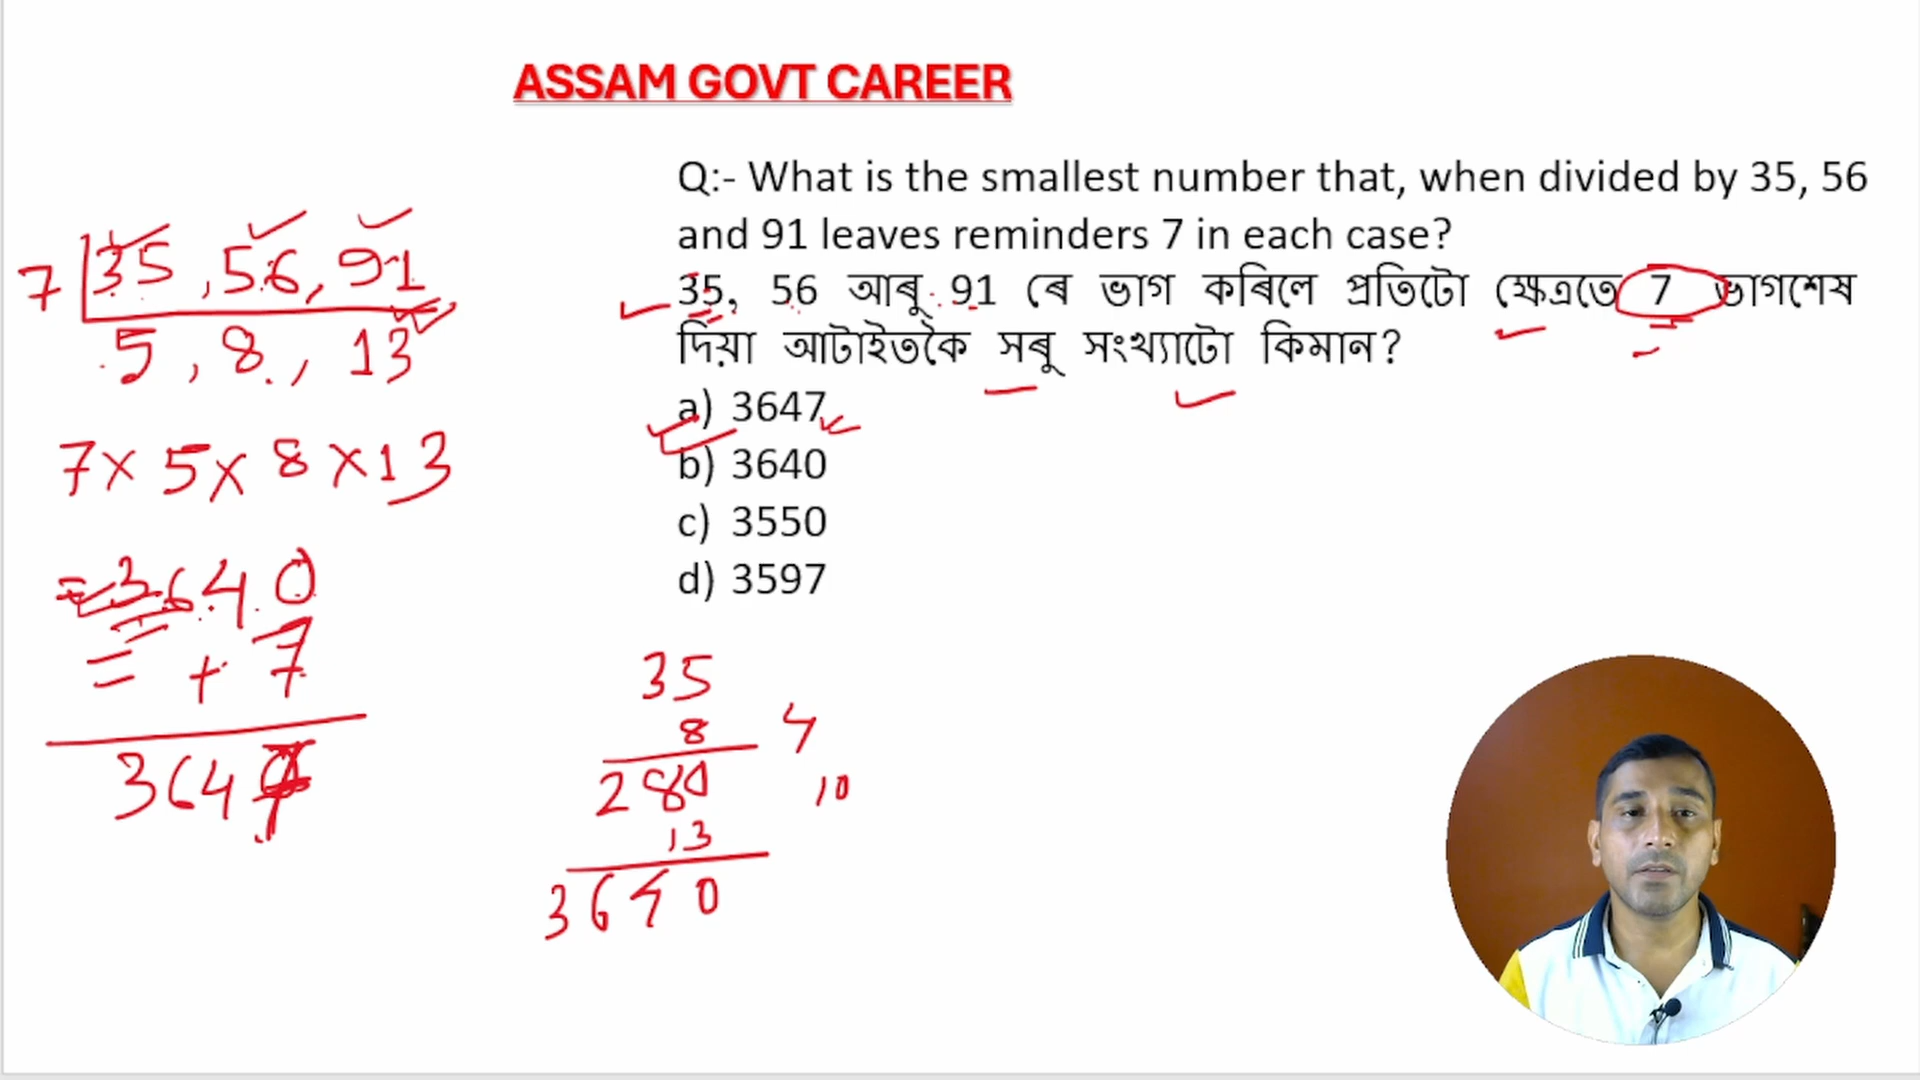 ASSAM GOVT CAREER
Q:- What is the smallest number that, when divided by 35, 56
and 91 leaves reminders 7 in each case?
35, 56 আৰু 91 ৰে ভাগ কৰিলে প্ৰতিটো ক্ষেত্ৰতে 7 ভাগশেষ
দিয়া আটাইতকৈ সৰু সংখ্যাটো কিমান?
a) 3647
b) 3640
c) 3550
d) 3597
7 35, 56, 91
5, 8, 13
7 x 5 x 8 x 13
= 3640
= + 7
3647
35
8 4
280 10
13
3640